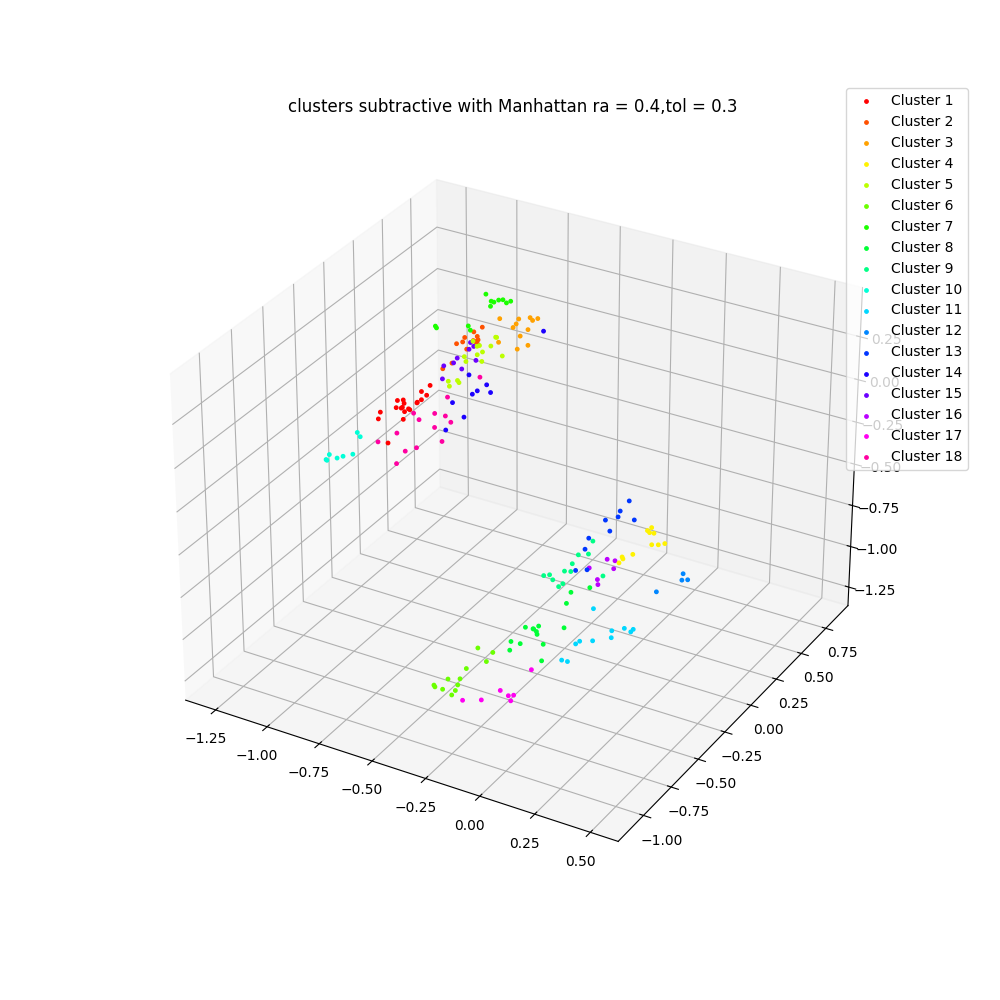 clusters subtractive with Manhattan ra = 0.4,tol = 0.3
Cluster 1
Cluster 2
Cluster 3
Cluster 4
Cluster 5
Cluster 6
Cluster 7
Cluster 8
Cluster 9
Cluster 10
Cluster 11
Cluster 12
Cluster 13
Cluster 14
Cluster 15
Cluster 16
Cluster 17
Cluster 18
0.25
0.00
−0.25
−0.50
−0.75
−1.00
−1.25
0.75
0.50
0.25
0.00
−0.25
−0.50
−0.75
−1.00
−1.25
−1.00
−0.75
−0.50
−0.25
0.00
0.25
0.50